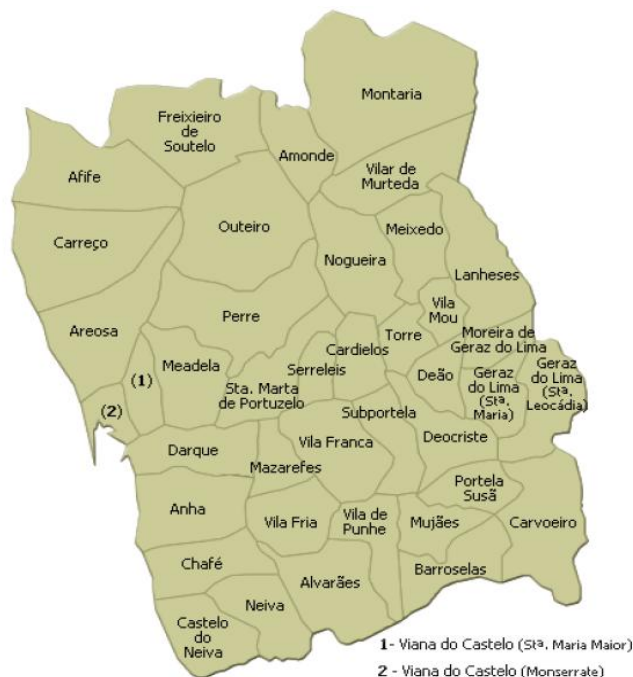 Montaria
Freixieiro
de
Soutelo
Amonde
Vilar de
Murteda
Afife
Outeiro
Meixedo
Carreço
Nogueira
Lanheses
Vila
Mou
Areosa
Perre
Torre
Moreira de
Geraz do Lima
Cardielos
(1)
Meadela
Serreleis
Deão
Geraz
do Lima
(Stª.
Maria)
Geraz
do Lima
(Stª.
Leocádia)
Sta. Marta
de Portuzelo
(2)
Subportela
Darque
Vila Franca
Deocriste
Mazarefes
Portela
Susã
Anha
Vila Fria
Vila de
Punhe
Mujães
Carvoeiro
Chafé
Alvarães
Barroselas
Neiva
Castelo
do
Neiva
1- Viana do Castelo (Stª. Maria Maior)
2 - Viana do Castelo (Monserrate)